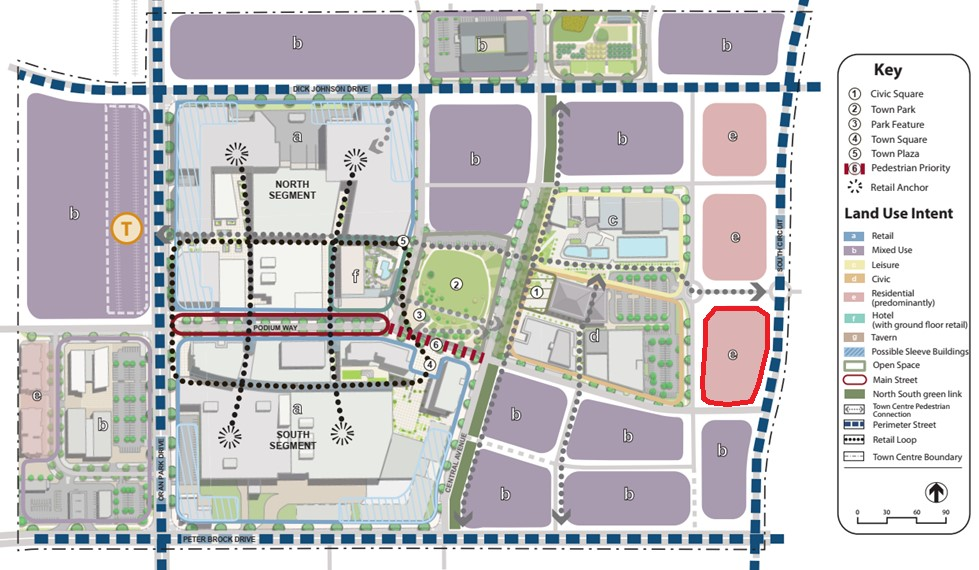 b
b
b
DICK JOHNSON DRIVE
a
b
b
e
NORTH
SEGMENT
b
c
T
5
e
SOUTH CIRCUIT
f
2
1
3
PODIUM WAY
6
d
e
4
e
b
a
SOUTH
SEGMENT
b
b
b
ORAN PARK DRIVE
CENTRAL AVENUE
b
b
PETER BROCK DRIVE
Key
1 Civic Square
2 Town Park
3 Park Feature
4 Town Square
5 Town Plaza
6 Pedestrian Priority
Retail Anchor
Land Use Intent
a Retail
b Mixed Use
c Leisure
d Civic
e Residential
(predominantly)
f Hotel
(with ground floor retail)
g Tavern
Possible Sleeve Buildings
Open Space
Main Street
North South green link
Town Centre Pedestrian
Connection
Perimeter Street
Retail Loop
Town Centre Boundary
0 30 60 90